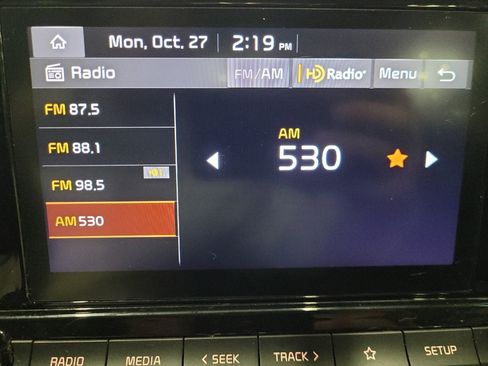 Mon, Oct. 27 2:19 PM
Radio FM/AM HD Radio® Menu
FM 87.5
FM 88.1
FM 98.5
AM 530
AM
530
RADIO MEDIA < SEEK TRACK > SETUP